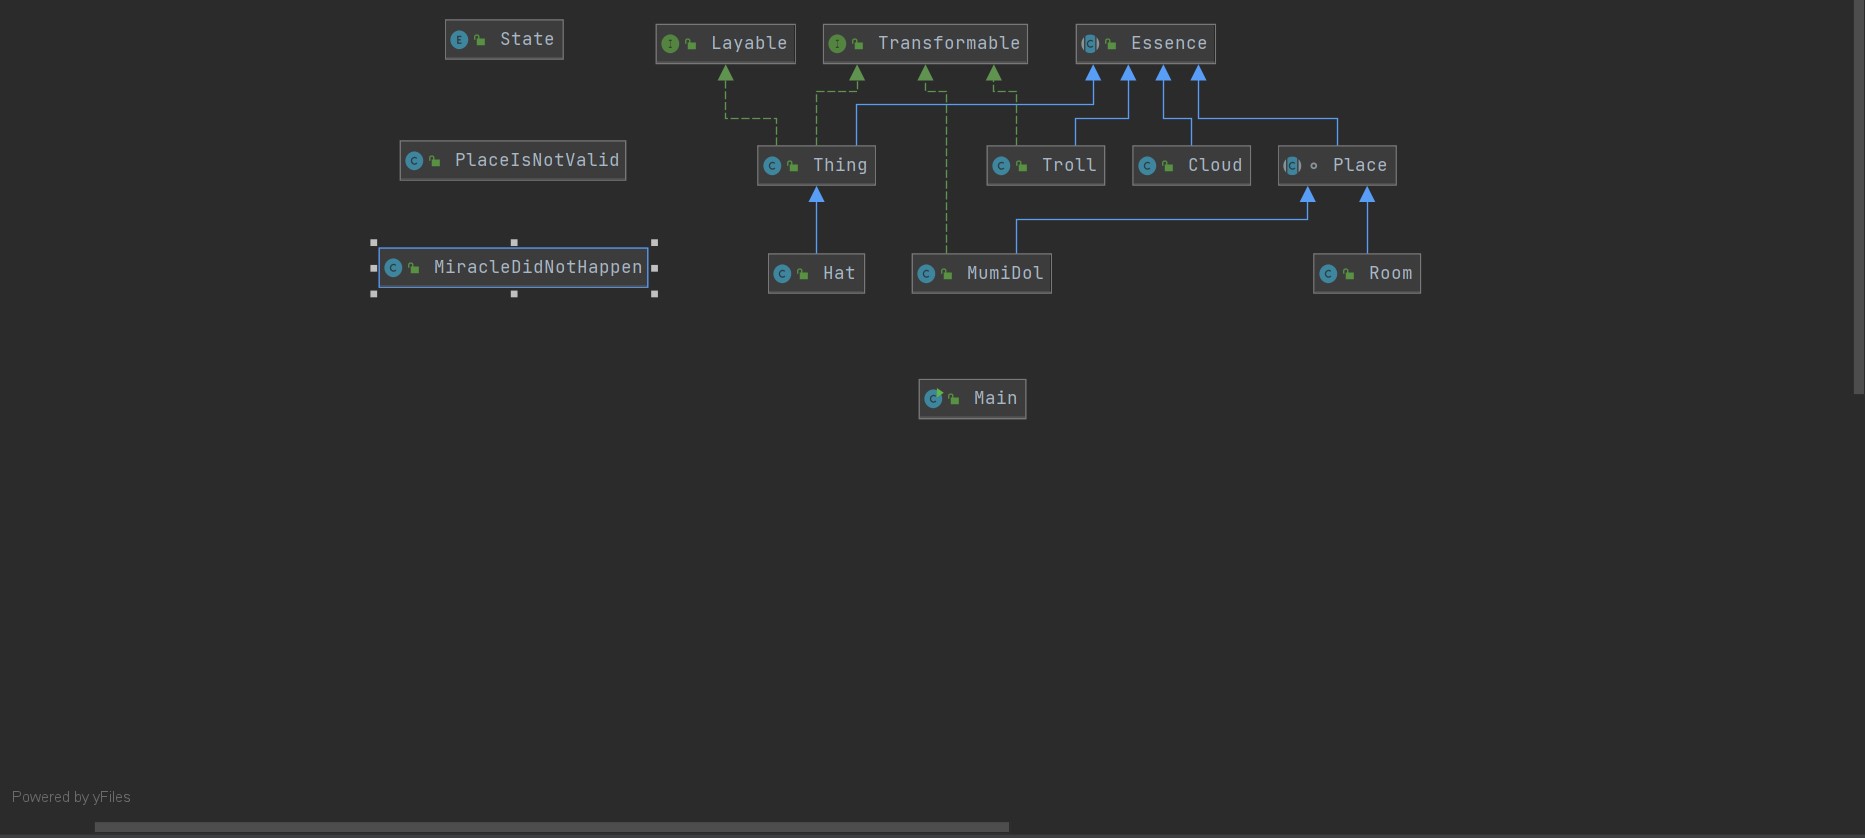 State
Layable
Transformable
Essence
PlaceIsNotValid
Thing
Troll
Cloud
Place
MiracleDidNotHappen
Hat
MumiDol
Room
Main
Powered by yFiles